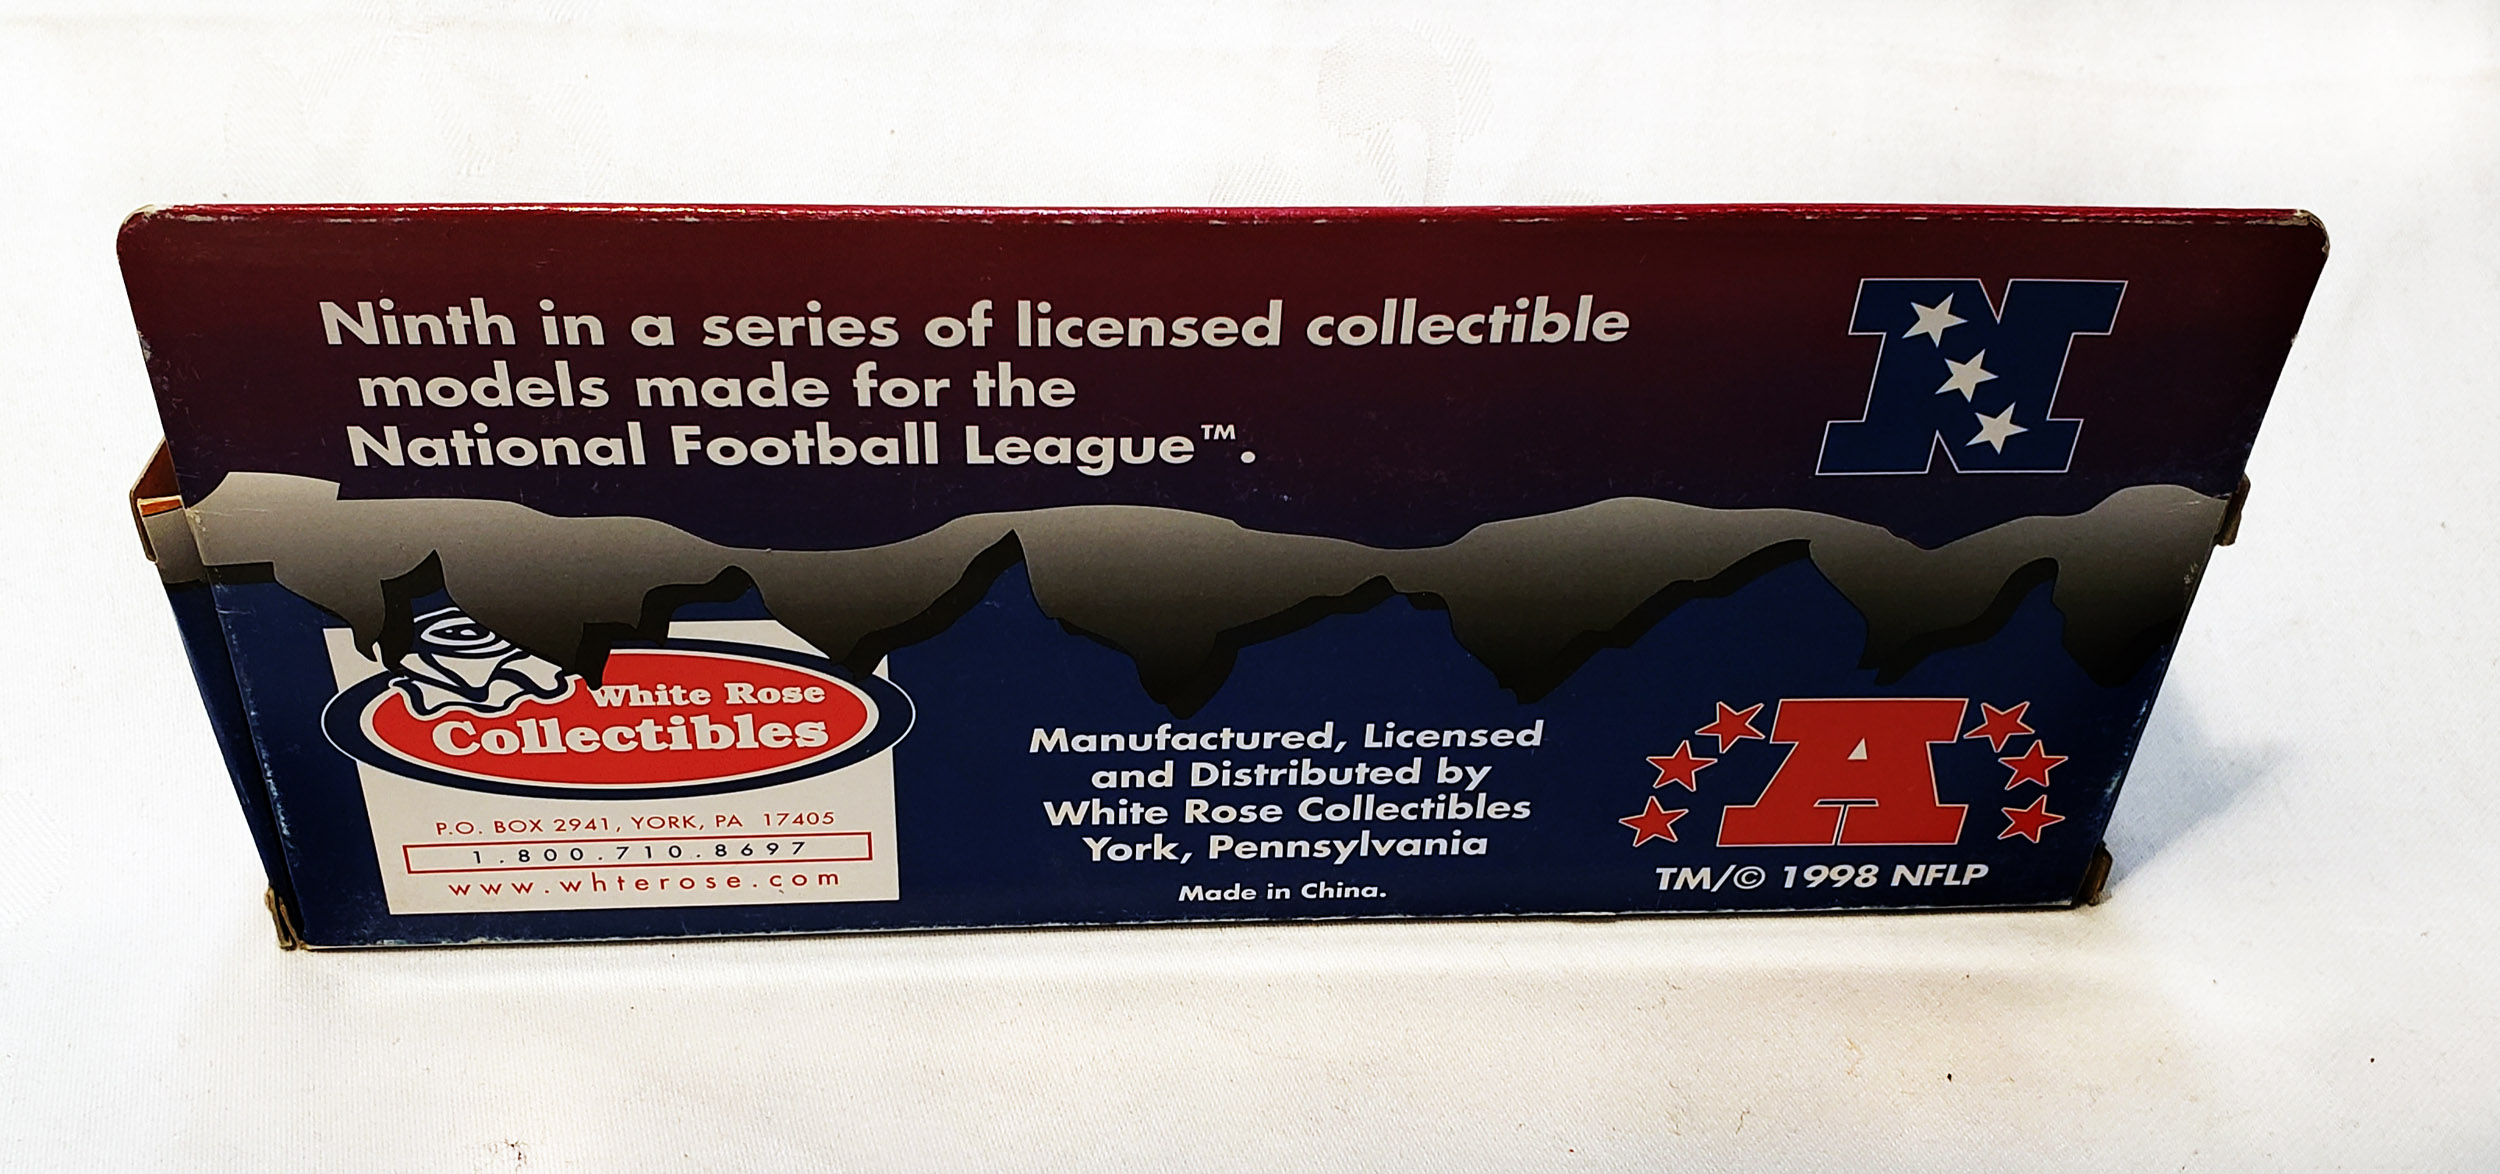 Ninth in a series of licensed collectible
models made for the
National Football League™.
N
White Rose
Collectibles
P.O. BOX 2941, YORK, PA 17405
1.800.710.8697
www.whterose.com
Manufactured, Licensed
and Distributed by
White Rose Collectibles
York, Pennsylvania
Made in China.
A
TM/© 1998 NFLP